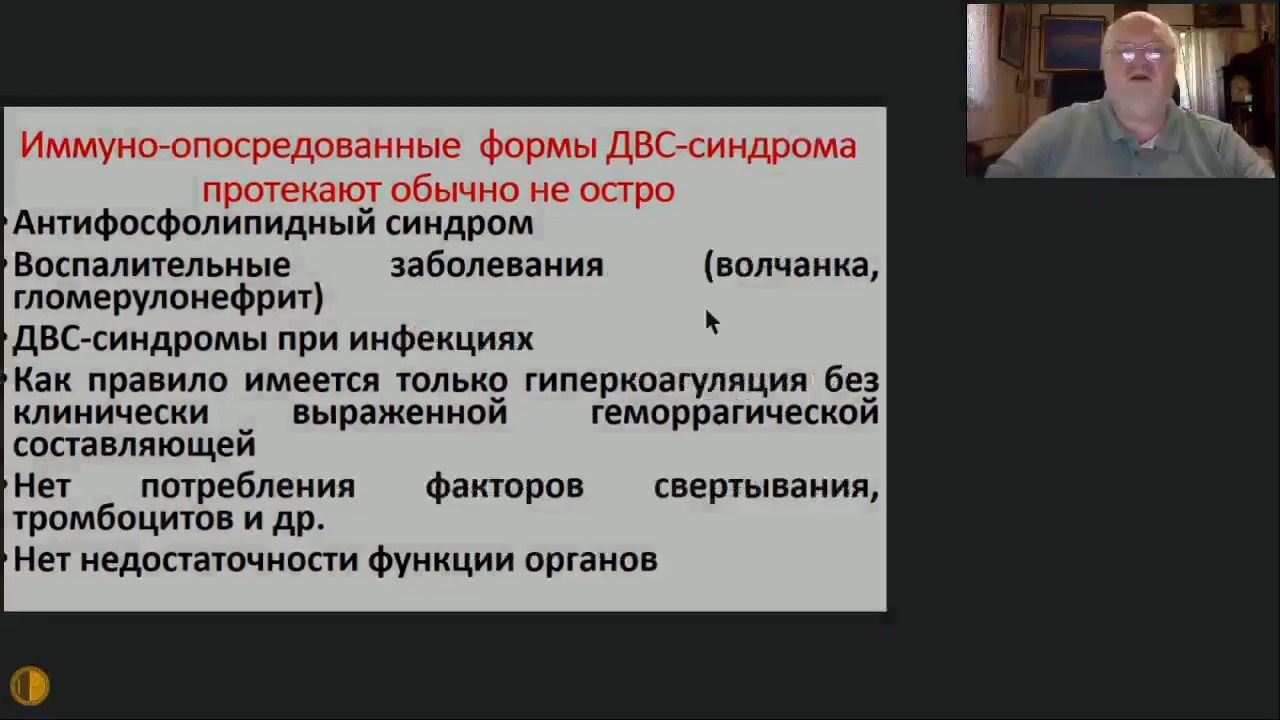 Иммуно-опосредованные формы ДВС-синдрома
протекают обычно не остро
Антифосфолипидный синдром
Воспалительные заболевания (волчанка,
гломерулонефрит)
ДВС-синдромы при инфекциях
Как правило имеется только гиперкоагуляция без
клинически выраженной геморрагической
составляющей
Нет потребления факторов свертывания,
тромбоцитов и др.
Нет недостаточности функции органов